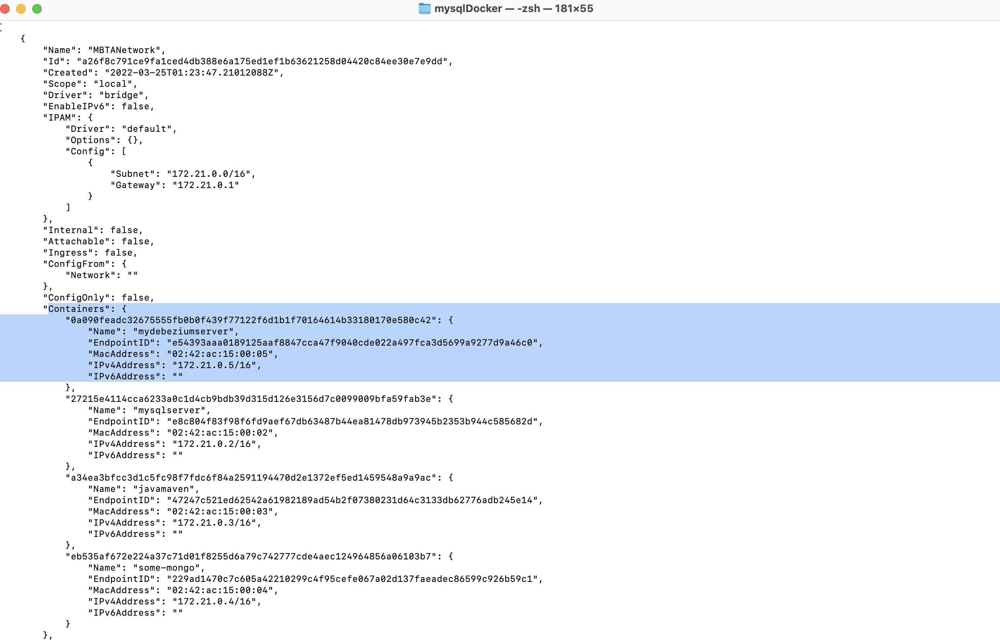 mysqlDocker — -zsh — 181×55
[
{
"Name": "MBTANetwork",
"Id": "a26f8c791ce9fa1ced4db388e6a175ed1ef1b63621258d04420c84ee30e7e9dd",
"Created": "2022-03-25T01:23:47.21012088Z",
"Scope": "local",
"Driver": "bridge",
"EnableIPv6": false,
"IPAM": {
"Driver": "default",
"Options": {},
"Config": [
{
"Subnet": "172.21.0.0/16",
"Gateway": "172.21.0.1"
}
]
},
"Internal": false,
"Attachable": false,
"Ingress": false,
"ConfigFrom": {
"Network": ""
},
"ConfigOnly": false,
"Containers": {
"0a090feadc32675555fb0b0f439f77122f6d1b1f70164614b33180170e580c42": {
"Name": "mydebeziumserver",
"EndpointID": "e54393aaa0189125aaf8847cca47f9040cde022a497fca3d5699a9277d9a46c0",
"MacAddress": "02:42:ac:15:00:05",
"IPv4Address": "172.21.0.5/16",
"IPv6Address": ""
},
"27215e4114cca6233a0c1d4cb9bdb39d315d126e3156d7c0099009bfa59fab3e": {
"Name": "mysqlserver",
"EndpointID": "e8c804f83f98f6fd9aef67db63487b44ea81478db973945b2353b944c585682d",
"MacAddress": "02:42:ac:15:00:02",
"IPv4Address": "172.21.0.2/16",
"IPv6Address": ""
},
"a34ea3bfcc3d1c5fc98f7fdc6f84a2591194470d2e1372ef5ed1459548a9a9ac": {
"Name": "javamaven",
"EndpointID": "47247c521ed62542a61982189ad54b2f07380231d64c3133db62776adb245e14",
"MacAddress": "02:42:ac:15:00:03",
"IPv4Address": "172.21.0.3/16",
"IPv6Address": ""
},
"eb535af672e224a37c71d01f8255d6a79c742777cde4aec124964856a06103b7": {
"Name": "some-mongo",
"EndpointID": "229ad1470c7c605a42210299c4f95cefe067a02d137faeadec86599c926b59c1",
"MacAddress": "02:42:ac:15:00:04",
"IPv4Address": "172.21.0.4/16",
"IPv6Address": ""
}
},